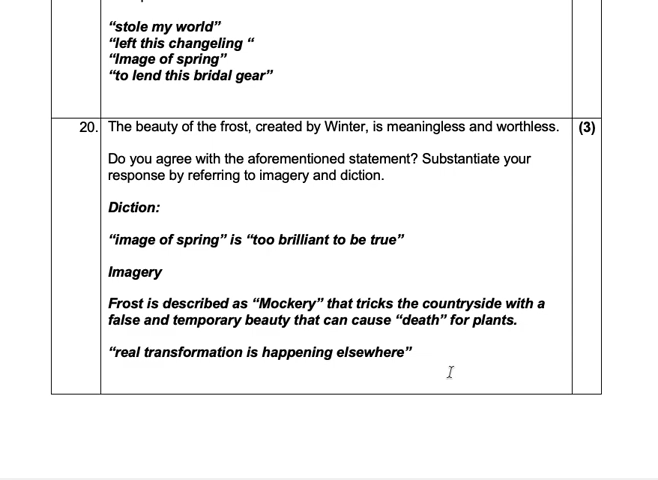 “stole my world”
“left this changeling “
“Image of spring”
“to lend this bridal gear”
20. The beauty of the frost, created by Winter, is meaningless and worthless. (3)
Do you agree with the aforementioned statement? Substantiate your
response by referring to imagery and diction.
Diction:
“image of spring” is “too brilliant to be true”
Imagery
Frost is described as “Mockery” that tricks the countryside with a
false and temporary beauty that can cause “death” for plants.
“real transformation is happening elsewhere”